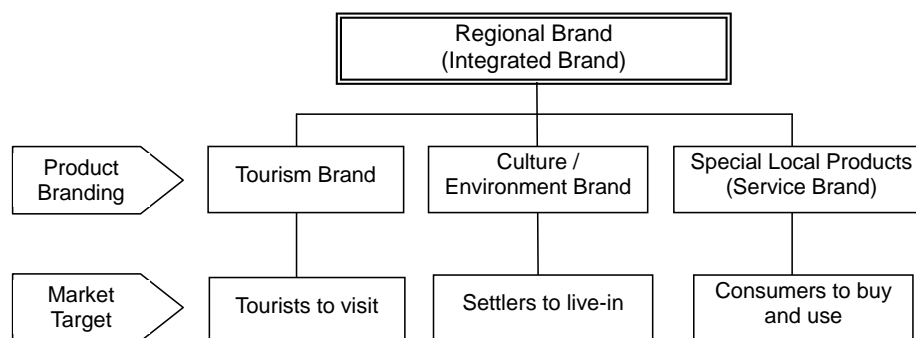 Regional Brand
(Integrated Brand)
Product
Branding
Tourism Brand
Culture /
Environment Brand
Special Local Products
(Service Brand)
Market
Target
Tourists to visit
Settlers to live-in
Consumers to buy
and use